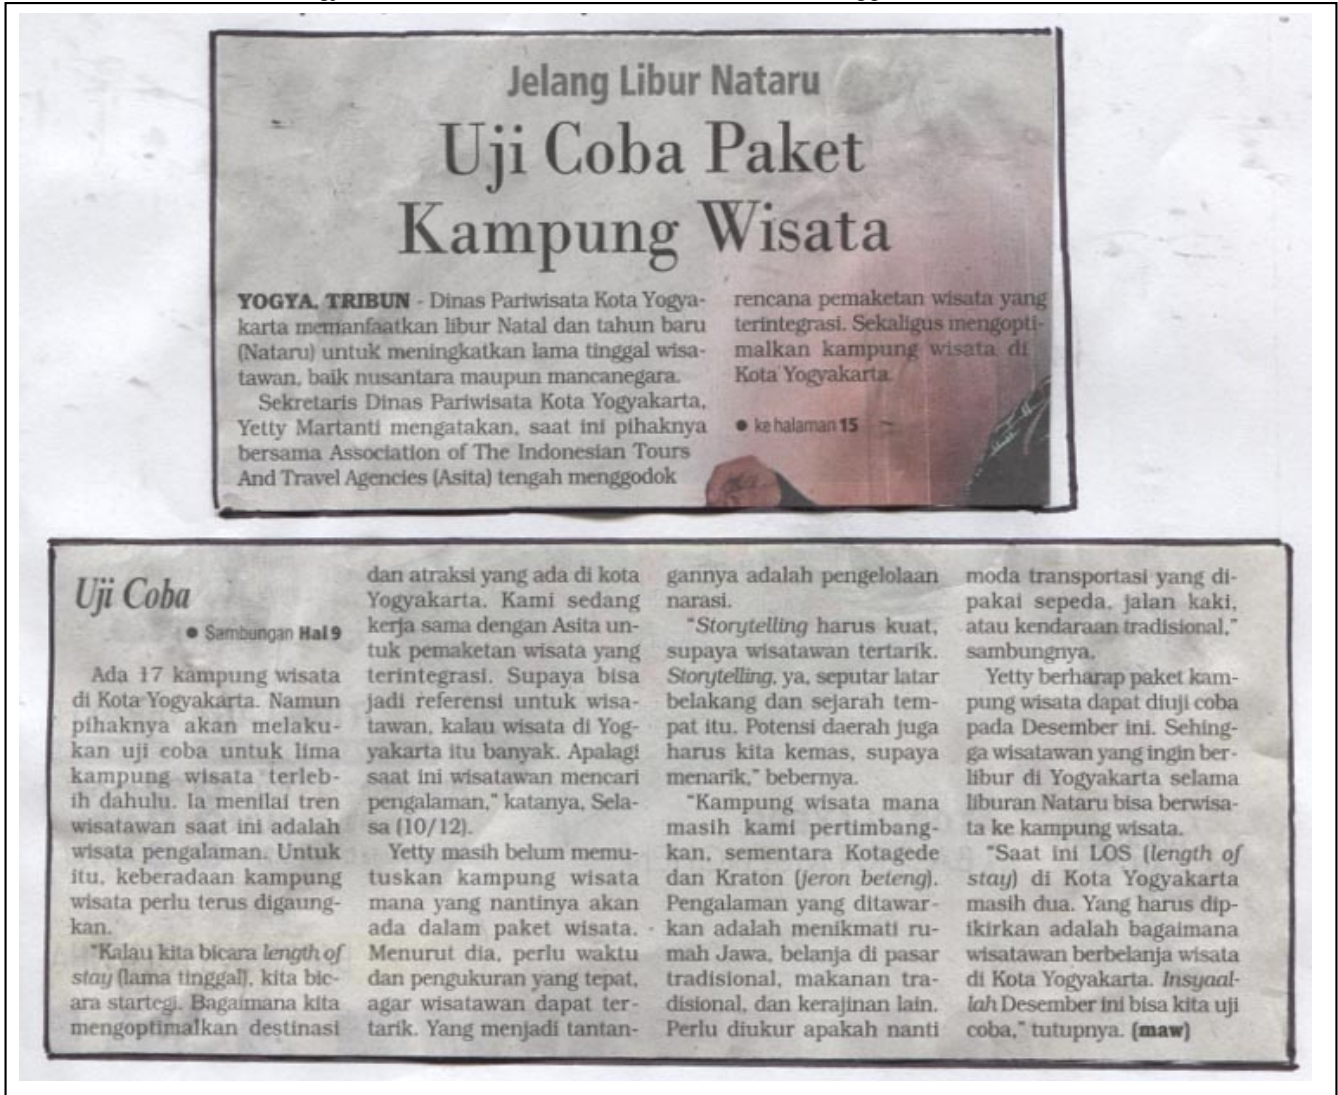 Jelang Libur Nataru
Uji Coba Paket
Kampung Wisata
YOGYA, TRIBUN - Dinas Pariwisata Kota Yogya-
karta memanfaatkan libur Natal dan tahun baru
(Nataru) untuk meningkatkan lama tinggal wisa-
tawan, baik nusantara maupun mancanegara.
Sekretaris Dinas Pariwisata Kota Yogyakarta,
Yetty Martanti mengatakan, saat ini pihaknya
bersama Association of The Indonesian Tours
And Travel Agencies (Asita) tengah menggodok
rencana pemaketan wisata yang
terintegrasi. Sekaligus mengopti-
malkan kampung wisata di
Kota Yogyakarta.
● ke halaman 15
Uji Coba
● Sambungan Hal 9
Ada 17 kampung wisata
di Kota Yogyakarta. Namun
pihaknya akan melaku-
kan uji coba untuk lima
kampung wisata terleb-
ih dahulu. Ia menilai tren
wisatawan saat ini adalah
wisata pengalaman. Untuk
itu, keberadaan kampung
wisata perlu terus digaung-
kan.
"Kalau kita bicara length of
stay (lama tinggal), kita bic-
ara startegi. Bagaimana kita
mengoptimalkan destinasi
dan atraksi yang ada di kota
Yogyakarta. Kami sedang
kerja sama dengan Asita un-
tuk pemaketan wisata yang
terintegrasi. Supaya bisa
jadi referensi untuk wisa-
tawan, kalau wisata di Yog-
yakarta itu banyak. Apalagi
saat ini wisatawan mencari
pengalaman," katanya, Sela-
sa (10/12).
Yetty masih belum memu-
tuskan kampung wisata
mana yang nantinya akan
ada dalam paket wisata.
Menurut dia, perlu waktu
dan pengukuran yang tepat,
agar wisatawan dapat ter-
tarik. Yang menjadi tantan-
gannya adalah pengelolaan
narasi.
"Storytelling harus kuat,
supaya wisatawan tertarik.
Storytelling, ya, seputar latar
belakang dan sejarah tem-
pat itu. Potensi daerah juga
harus kita kemas, supaya
menarik," bebernya.
"Kampung wisata mana
masih kami pertimbang-
kan, sementara Kotagede
dan Kraton (jeron beteng).
Pengalaman yang ditawar-
kan adalah menikmati ru-
mah Jawa, belanja di pasar
tradisional, makanan tra-
disional, dan kerajinan lain.
Perlu diukur apakah nanti
moda transportasi yang di-
pakai sepeda, jalan kaki,
atau kendaraan tradisional,"
sambungnya.
Yetty berharap paket kam-
pung wisata dapat diuji coba
pada Desember ini. Sehing-
ga wisatawan yang ingin ber-
libur di Yogyakarta selama
liburan Nataru bisa berwisa-
ta ke kampung wisata.
"Saat ini LOS (length of
stay) di Kota Yogyakarta
masih dua. Yang harus dip-
ikirkan adalah bagaimana
wisatawan berbelanja wisata
di Kota Yogyakarta. Insyaal-
lah Desember ini bisa kita uji
coba," tutupnya. (maw)